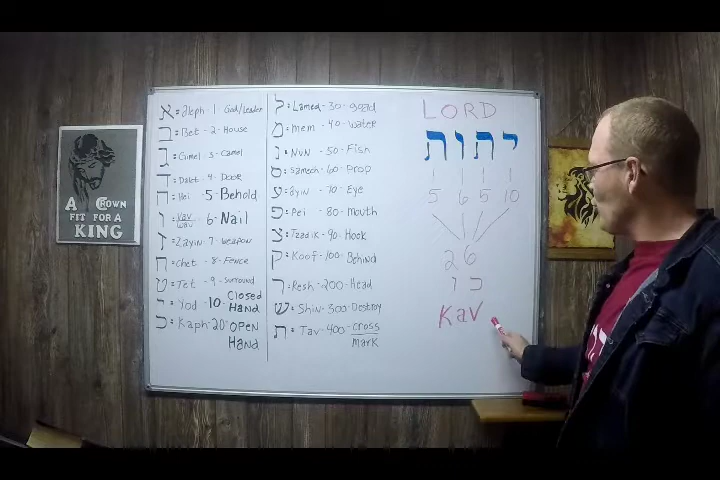 א = Aleph 1 God/Leader
ב = Bet - 2 - House
ג = Gimel - 3 - Camel
ד = Dalet 4 - Door
ה = Hei 5 - Behold
ו = Vav 6 - Nail
Wav
ז = Zayin 7 - Weapon
ח = Chet - 8 - Fence
ט = Tet - 9 - Surround
י = Yod - 10 - Closed
Hand
כ = Kaph - 20 - Open
Hand
ל = Lamed - 30 - goad
מ = Mem - 40 - Water
נ = Nun - 50 - Fish
ס = Samech - 60 - Prop
ע = Ayin - 70 - Eye
פ = Pei - 80 - Mouth
צ = Tzadik - 90 - Hook
ק = Koof - 100 - Behind
ר = Resh - 200 - Head
ש = Shin - 300 - Destroy
ת = Tav - 400 - cross
Mark
LORD
יהוה
5 6 5 10
26
כ ו
Kav
A CROWN
FIT FOR A
KING